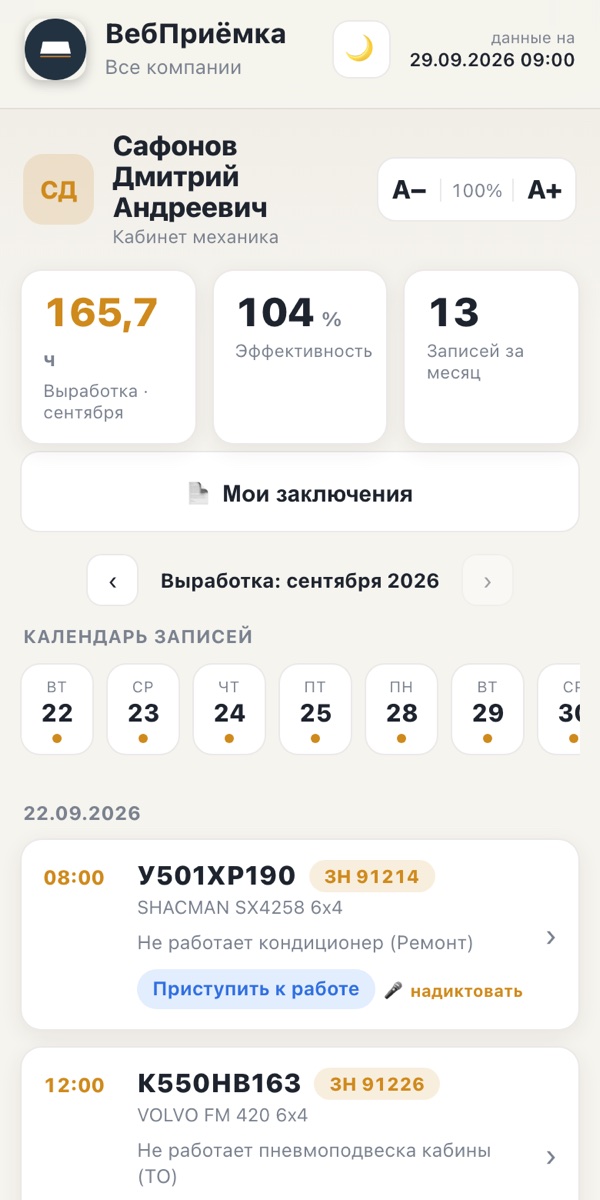 ВебПриёмка
Все компании
данные на
29.09.2026 09:00
СД
Сафонов
Дмитрий
Андреевич
Кабинет механика
A− 100% A+
165,7
ч
Выработка ·
сентября
104 %
Эффективность
13
Записей за
месяц
Мои заключения
‹ Выработка: сентября 2026 ›
КАЛЕНДАРЬ ЗАПИСЕЙ
ВТ СР ЧТ ПТ ПН ВТ СР
22 23 24 25 28 29 30
22.09.2026
08:00 У501ХР190 ЗН 91214
SHACMAN SX4258 6x4
Не работает кондиционер (Ремонт) ›
Приступить к работе надиктовать
12:00 К550НВ163 ЗН 91226
VOLVO FM 420 6x4
Не работает пневмоподвеска кабины ›
(ТО)